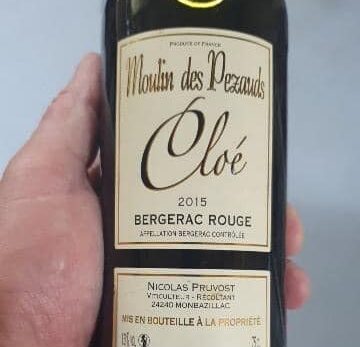 PRODUCE OF FRANCE
Moulin des Pezauds
Cloé
2015
BERGERAC ROUGE
APPELLATION BERGERAC CONTRÔLÉE
NICOLAS PRUVOST
VITICULTEUR - RÉCOLTANT
24240 MONBAZILLAC
MIS EN BOUTEILLE À LA PROPRIÉTÉ